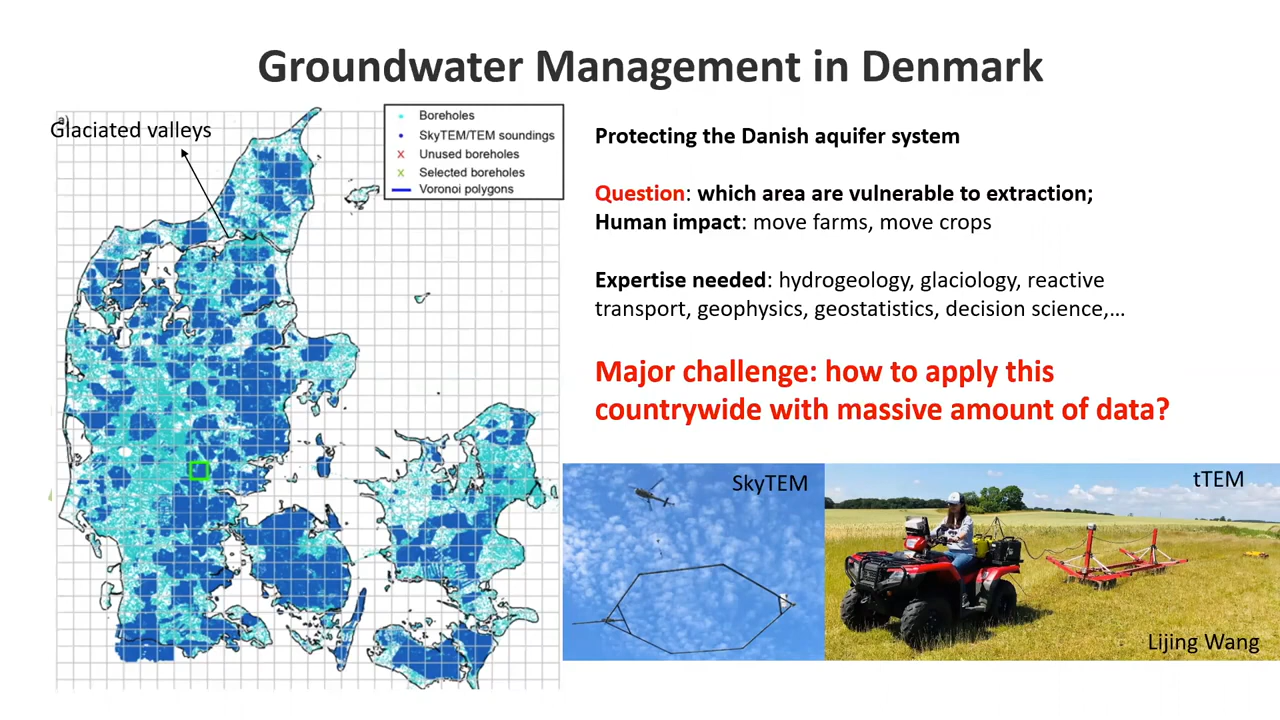 Groundwater Management in Denmark
Glaciated valleys
Boreholes
SkyTEM/TEM soundings
Unused boreholes
Selected boreholes
Voronoi polygons
Protecting the Danish aquifer system
Question: which area are vulnerable to extraction;
Human impact: move farms, move crops
Expertise needed: hydrogeology, glaciology, reactive
transport, geophysics, geostatistics, decision science,…
Major challenge: how to apply this
countrywide with massive amount of data?
SkyTEM
tTEM
Lijing Wang